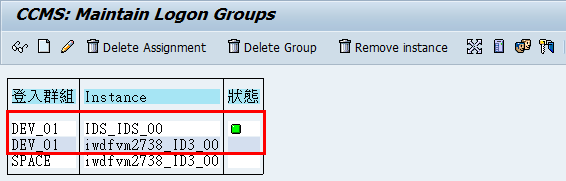 CCMS: Maintain Logon Groups
Delete Assignment Delete Group Remove instance
登入群組 Instance 狀態
DEV_01 IDS_IDS_00
DEV_01 iwdfvm2738_ID3_00
SPACE iwdfvm2738_ID3_00